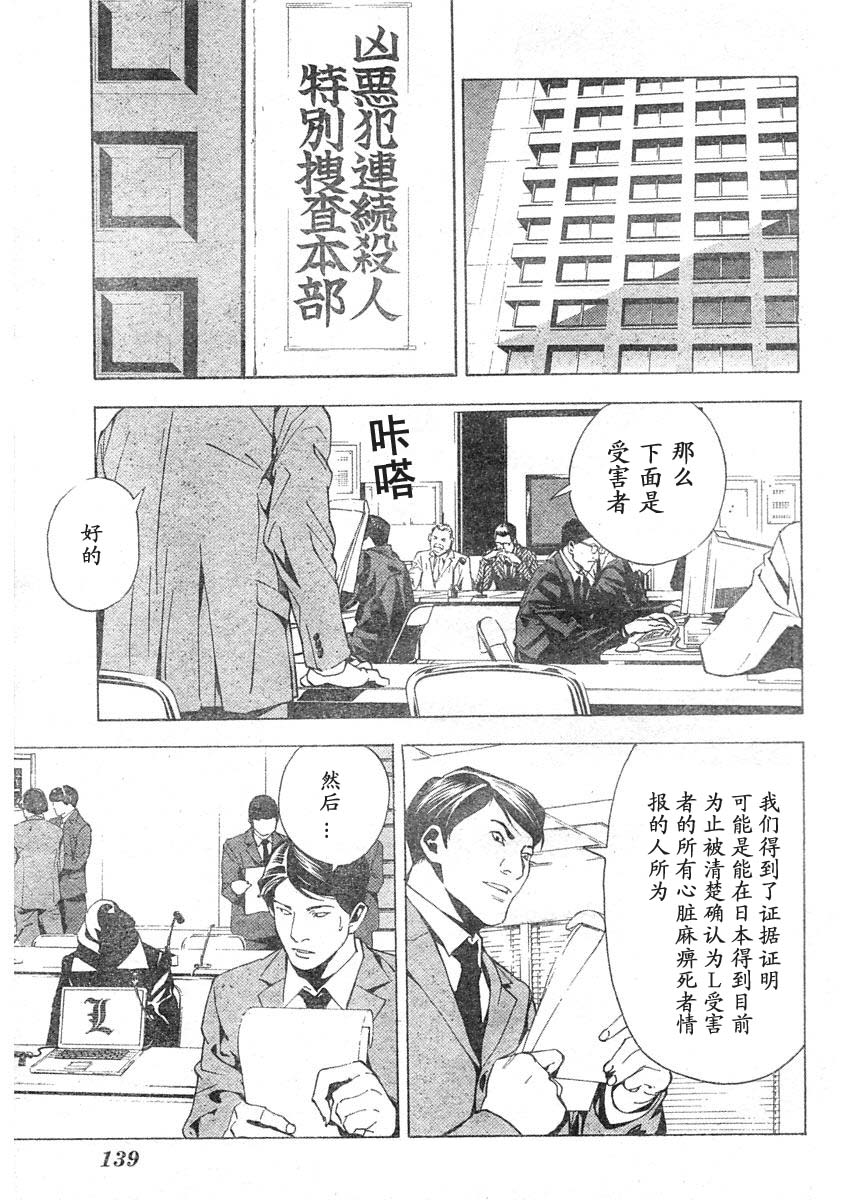 凶悪犯連続殺人
特別捜査本部
那么
下面是
受害者
咔
嗒
好的
我们得到了证据证明
可能是能在日本得到目前
为止被清楚确认为L受害
者的所有心脏麻痹死者情
报的人所为
然后
…
L
139